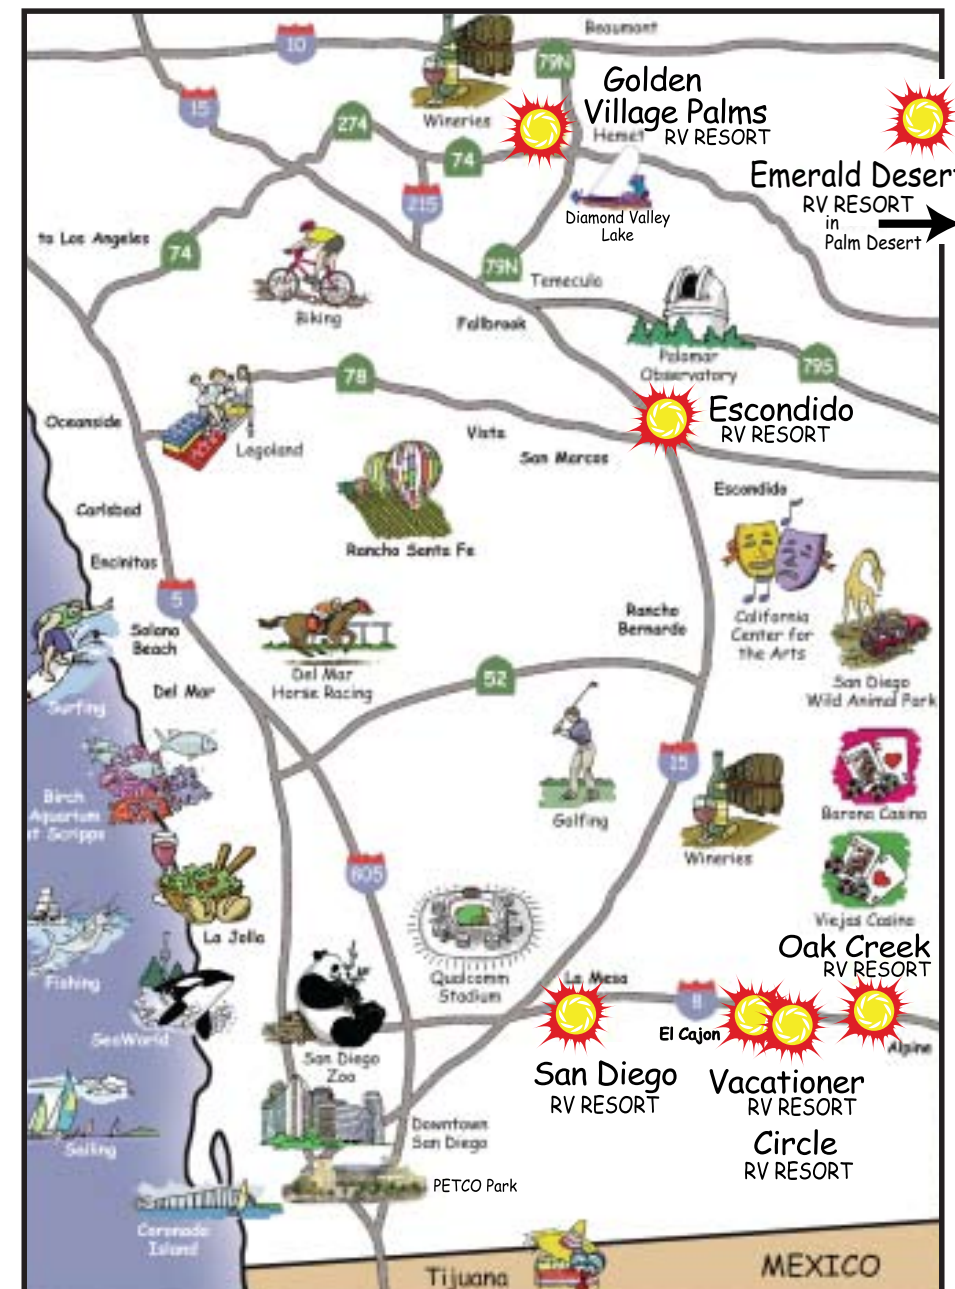 Beaumont
10
79N
Golden
Village Palms
RV RESORT
15
274
Wineries
Hemet
74
Emerald Desert
RV RESORT
in
Palm Desert
215
Diamond Valley
Lake
to Los Angeles
74
79N
Temecula
Biking
Fallbrook
Palomar
Observatory
79S
78
Escondido
RV RESORT
Oceanside
Legoland
Vista
San Marcos
Escondido
Carlsbad
Rancho Santa Fe
Encinitas
5
California
Center for
the Arts
Rancho
Bernardo
Solana
Beach
Del Mar
Horse Racing
52
San Diego
Wild Animal Park
Del Mar
Surfing
15
Birch
Aquarium
at Scripps
Golfing
Barona Casino
Wineries
805
Viejas Casino
La Jolla
Oak Creek
RV RESORT
Fishing
Qualcomm
Stadium
La Mesa
8
El Cajon
Alpine
SeaWorld
San Diego
Zoo
San Diego
RV RESORT
Vacationer
RV RESORT
Circle
RV RESORT
Sailing
Downtown
San Diego
PETCO Park
Coronado
Island
Tijuana
MEXICO